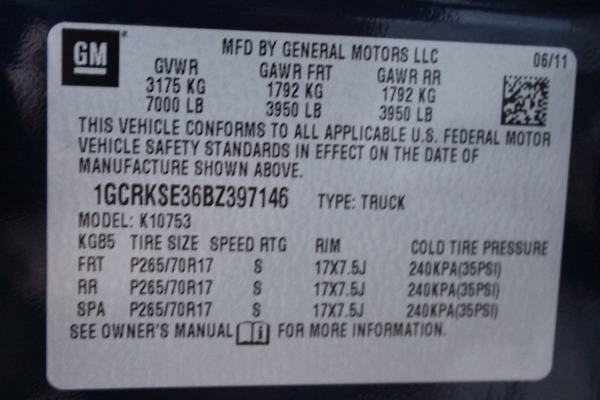 GM
MFD BY GENERAL MOTORS LLC 06/11
GVWR GAWR FRT GAWR RR
3175 KG 1792 KG 1792 KG
7000 LB 3950 LB 3950 LB
THIS VEHICLE CONFORMS TO ALL APPLICABLE U.S. FEDERAL MOTOR
VEHICLE SAFETY STANDARDS IN EFFECT ON THE DATE OF
MANUFACTURE SHOWN ABOVE.
1GCRKSE36BZ397146 TYPE: TRUCK
MODEL: K10753
KGB5 TIRE SIZE SPEED RTG RIM COLD TIRE PRESSURE
FRT P265/70R17 S 17X7.5J 240KPA(35PSI)
RR P265/70R17 S 17X7.5J 240KPA(35PSI)
SPA P265/70R17 S 17X7.5J 240KPA(35PSI)
SEE OWNER'S MANUAL i FOR MORE INFORMATION.